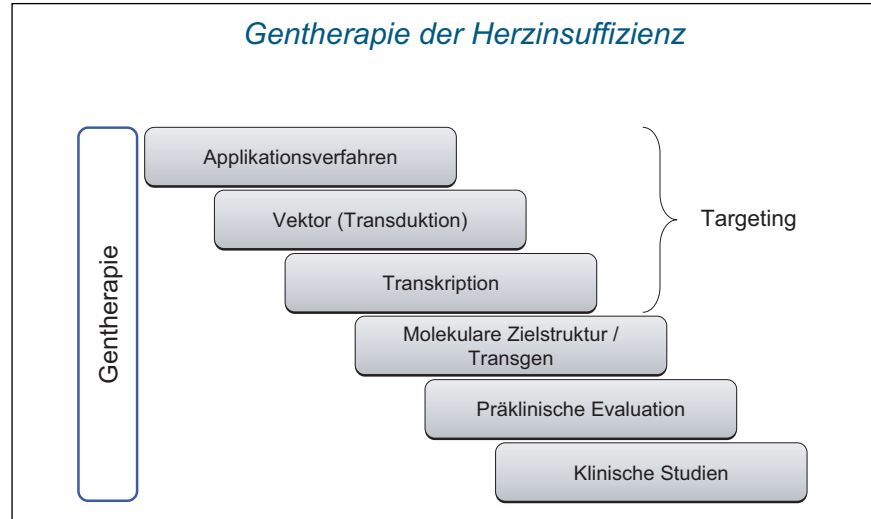 Gentherapie der Herzinsuffizienz
Gentherapie
Applikationsverfahren
Vektor (Transduktion)
Transkription
Targeting
Molekulare Zielstruktur /
Transgen
Präklinische Evaluation
Klinische Studien